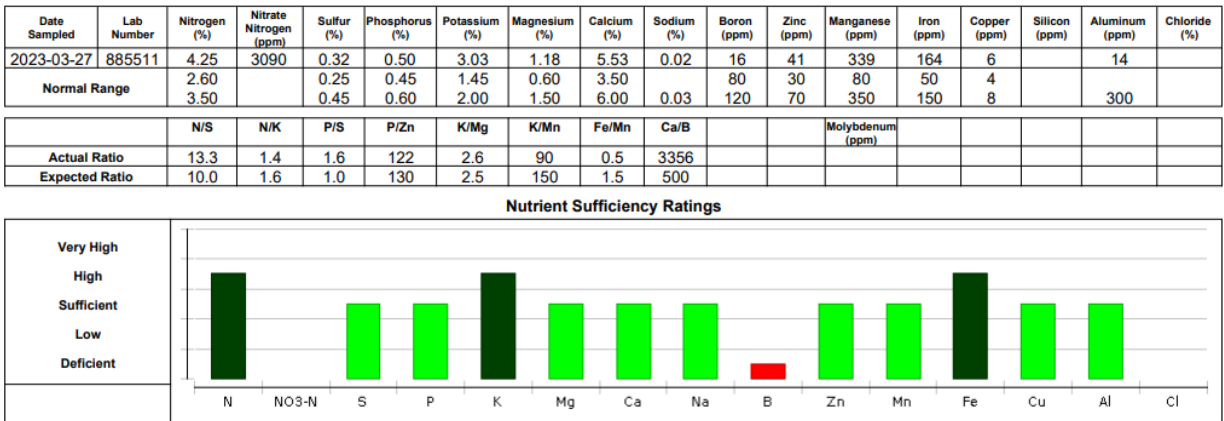 Date Sampled Lab Number Nitrogen (%) Nitrate Nitrogen (ppm) Sulfur (%) Phosphorus (%) Potassium (%) Magnesium (%) Calcium (%) Sodium (%) Boron (ppm) Zinc (ppm) Manganese (ppm) Iron (ppm) Copper (ppm) Silicon (ppm) Aluminum (ppm) Chloride (%)
2023-03-27 885511 4.25 3090 0.32 0.50 3.03 1.18 5.53 0.02 16 41 339 164 6 14
Normal Range
2.60 0.25 0.45 1.45 0.60 3.50 80 30 80 50 4
3.50 0.45 0.60 2.00 1.50 6.00 0.03 120 70 350 150 8 300
N/S N/K P/S P/Zn K/Mg K/Mn Fe/Mn Ca/B Molybdenum (ppm)
Actual Ratio 13.3 1.4 1.6 122 2.6 90 0.5 3356
Expected Ratio 10.0 1.6 1.0 130 2.5 150 1.5 500
Nutrient Sufficiency Ratings
Very High
High
Sufficient
Low
Deficient
N NO3-N S P K Mg Ca Na B Zn Mn Fe Cu Al Cl